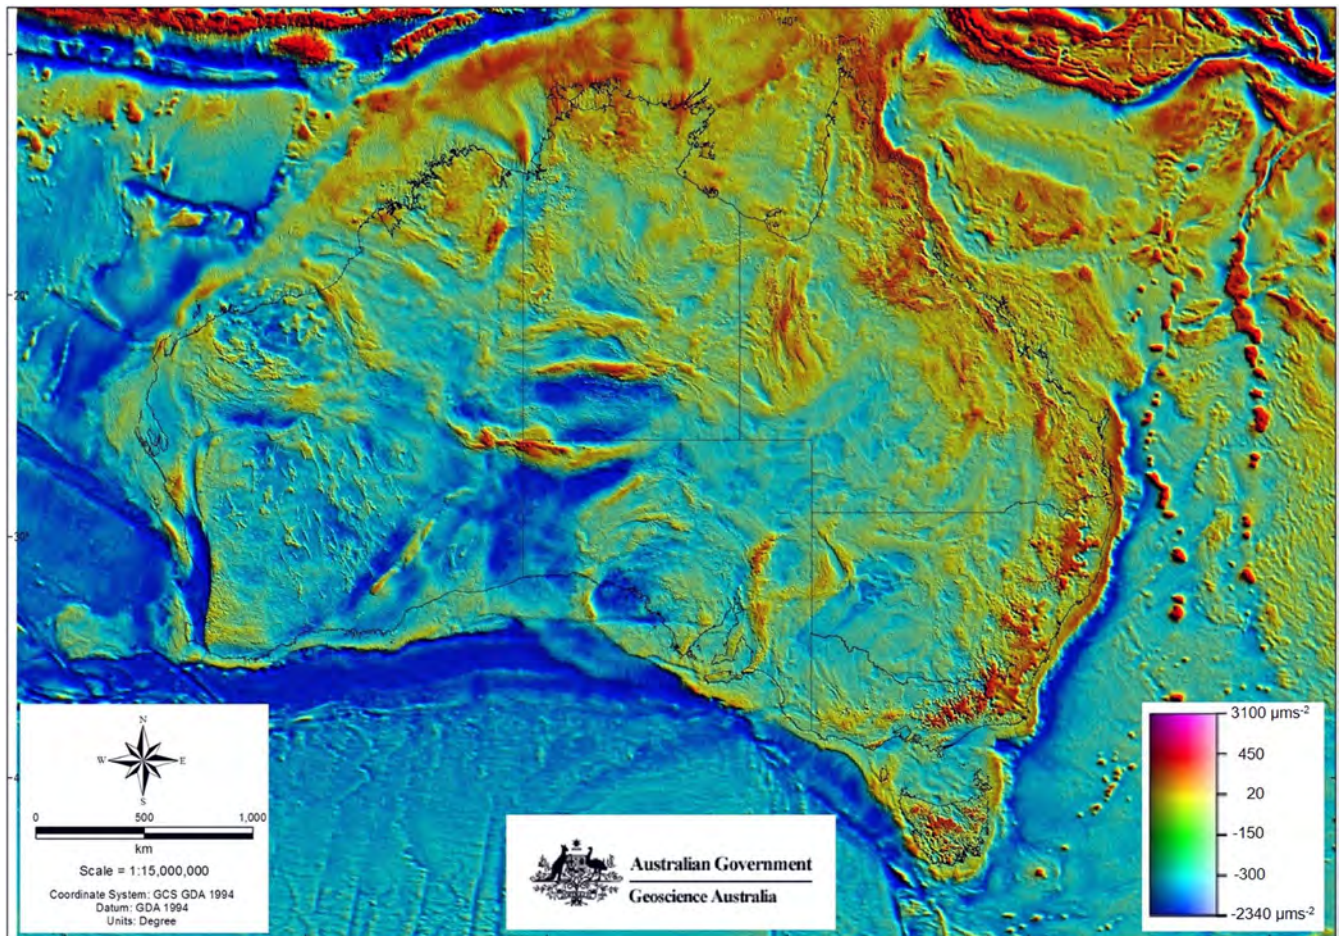 140°
20°
30°
N
W E
S
0 500 1,000
km
Scale = 1:15,000,000
Coordinate System: GCS GDA 1994
Datum: GDA 1994
Units: Degree
Australian Government
Geoscience Australia
3100 µms-2
450
20
-150
-300
-2340 µms-2